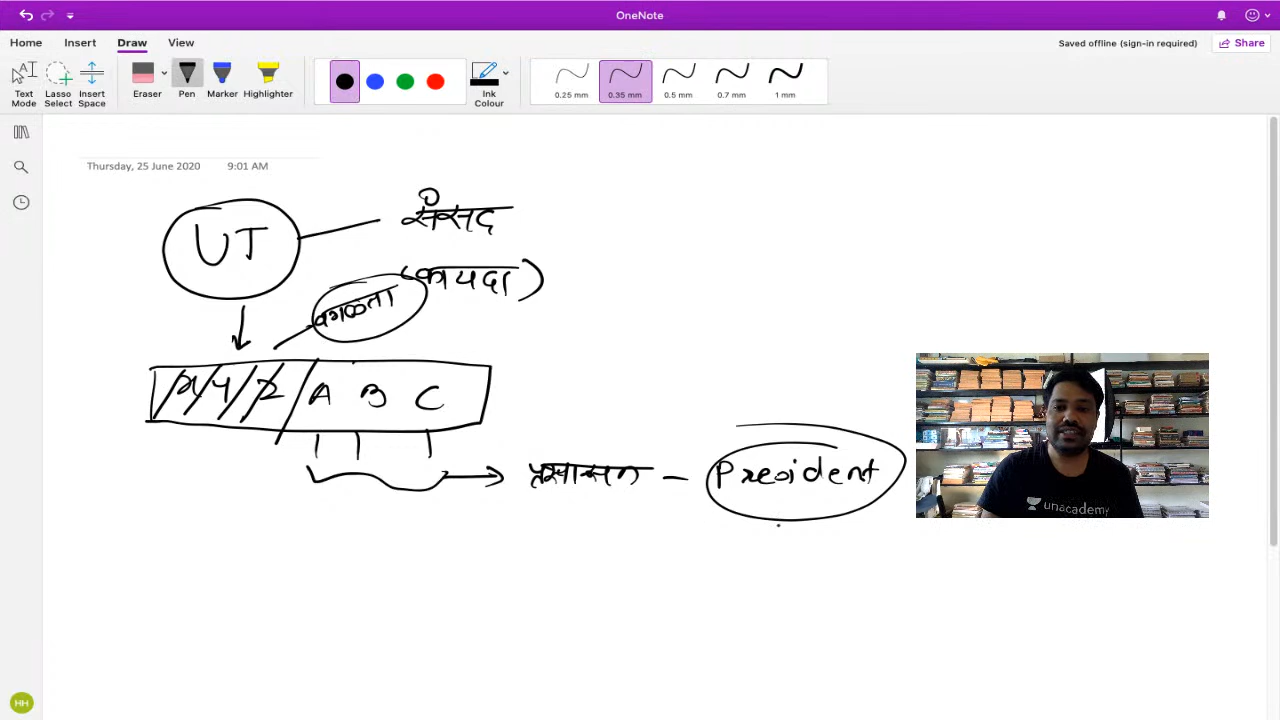 OneNote
Home Insert Draw View
Saved offline (sign-in required) Share
Text Mode
Lasso Select
Insert Space
Eraser
Pen
Marker
Highlighter
Ink Colour
0.25 mm
0.35 mm
0.5 mm
0.7 mm
1 mm
Thursday, 25 June 2020 9:01 AM
UT
संसद
(कायदा)
वगळता
x y z A B C
प्रशासन – President
unacademy
HH